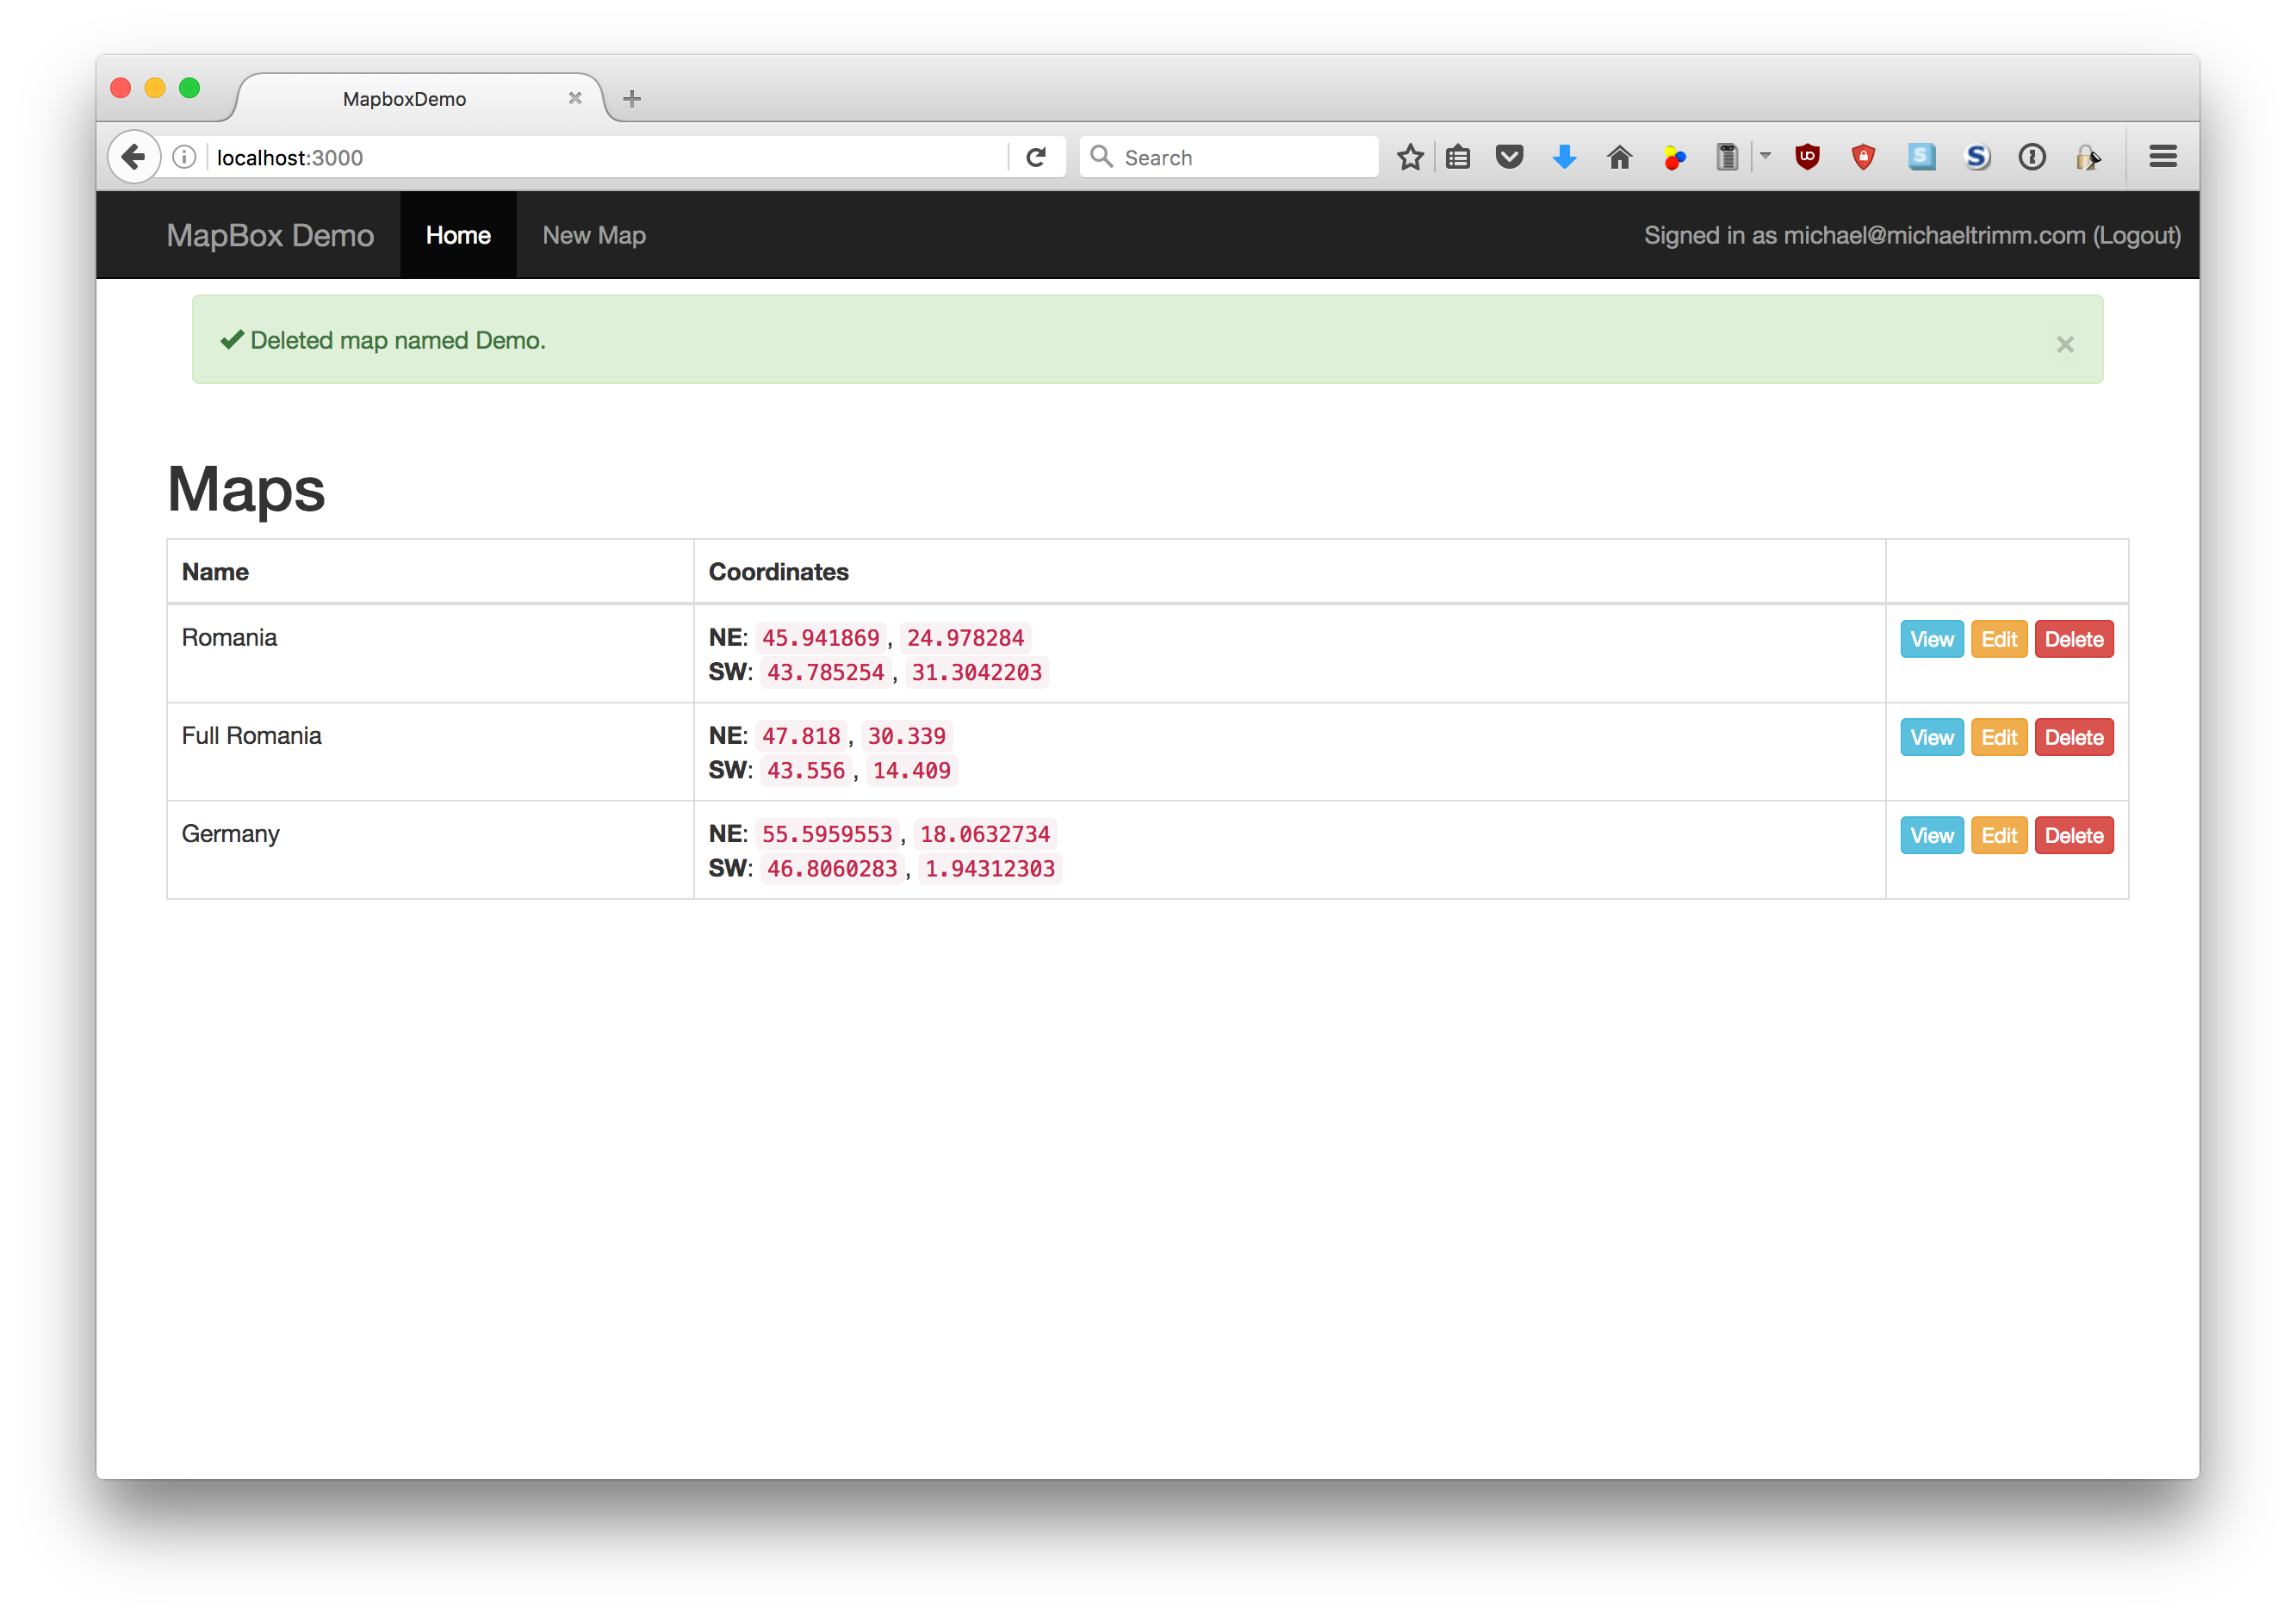 MapboxDemo
localhost:3000
Search
MapBox Demo Home New Map Signed in as michael@michaeltrimm.com (Logout)
Deleted map named Demo. ×
Maps
Name Coordinates
Romania NE: 45.941869, 24.978284 View Edit Delete
SW: 43.785254, 31.3042203
Full Romania NE: 47.818, 30.339 View Edit Delete
SW: 43.556, 14.409
Germany NE: 55.5959553, 18.0632734 View Edit Delete
SW: 46.8060283, 1.94312303